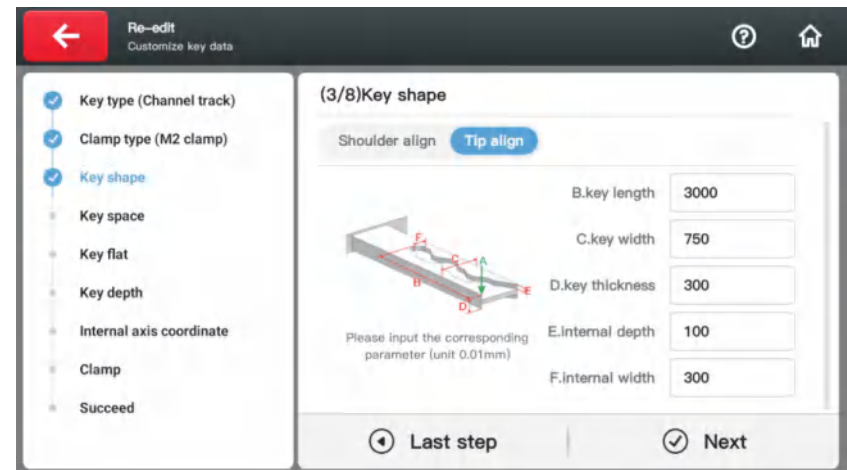 Re-edit
Customize key data
Key type (Channel track)
Clamp type (M2 clamp)
Key shape
Key space
Key flat
Key depth
Internal axis coordinate
Clamp
Succeed
(3/8)Key shape
Shoulder align
Tip align
F
C
A
B
E
D
Please input the corresponding
parameter (unit 0.01mm)
B.key length 3000
C.key width 750
D.key thickness 300
E.Internal depth 100
F.internal width 300
Last step
Next